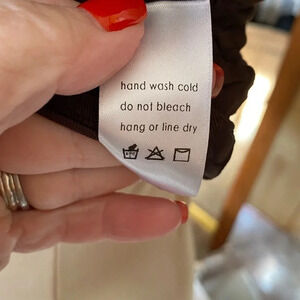 hand wash cold
do not bleach
hang or line dry